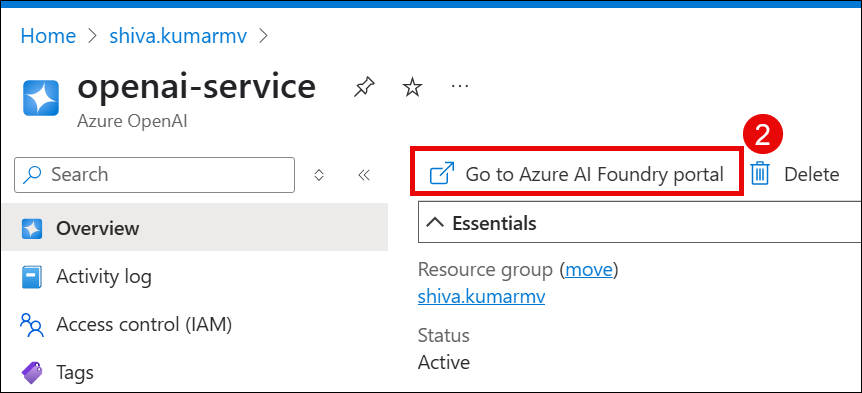 Home > shiva.kumarmv >
openai-service
Azure OpenAI
2
Search
Go to Azure AI Foundry portal Delete
Overview
Essentials
Activity log
Resource group (move)
shiva.kumarmv
Access control (IAM)
Status
Active
Tags